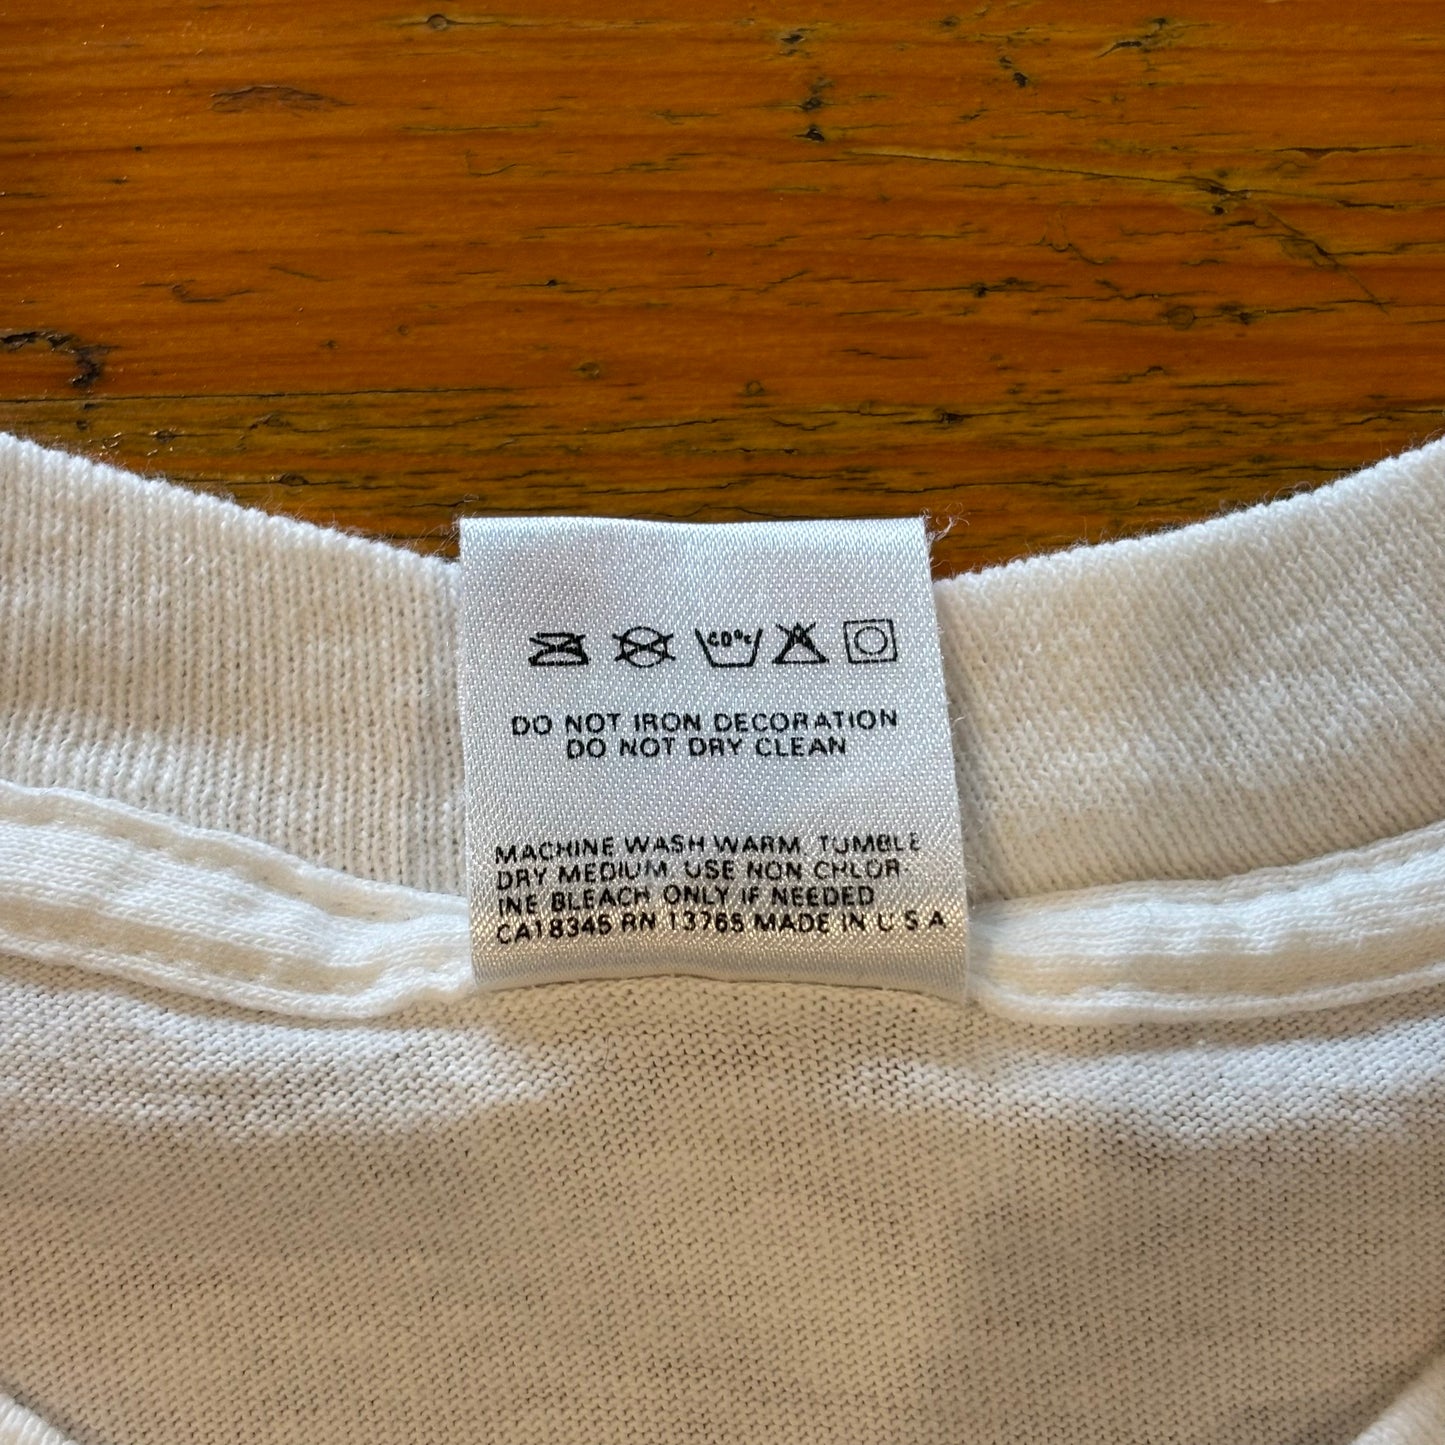 DO NOT IRON DECORATION
DO NOT DRY CLEAN
MACHINE WASH WARM, TUMBLE
DRY MEDIUM. USE NON CHLOR-
INE BLEACH ONLY IF NEEDED
CA18345 RN 13765 MADE IN U S A